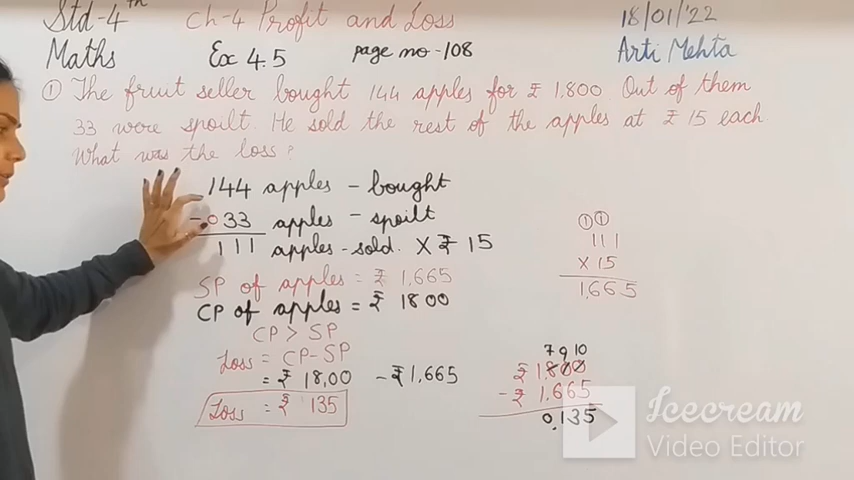 Std-4th Ch-4 Profit and Loss 18/01/'22
Maths Ex 4.5 page no-108 Arti Mehta
① The fruit seller bought 144 apples for ₹ 1,800. Out of them
33 were spoilt. He sold the rest of the apples at ₹ 15 each
What was the loss?
144 apples - bought
-033 apples - spoilt
111 apples - sold. X ₹ 15
SP of apples = ₹ 1,665
CP of apples = ₹ 1800
CP > SP
Loss = CP-SP
= ₹ 18,00 - ₹ 1,665
Loss = ₹ 135
①①
111
X 15
1,665
7 9 10
₹ 1,800
- ₹ 1,665
0,135
Icecream
Video Editor